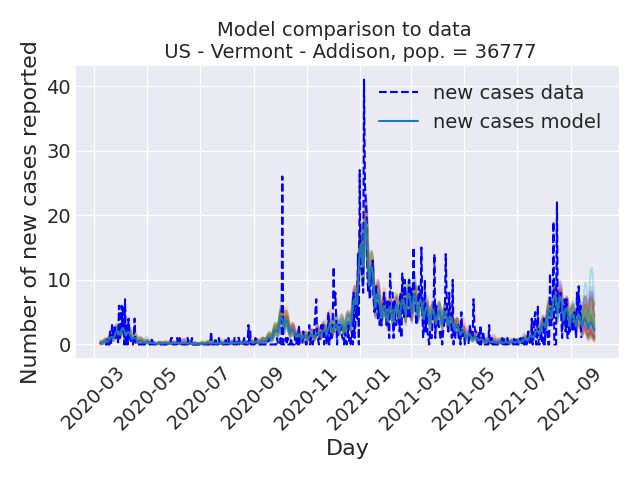 Model comparison to data
US - Vermont - Addison, pop. = 36777
Number of new cases reported
40
30
20
10
0
new cases data
new cases model
2020-03
2020-05
2020-07
2020-09
2020-11
2021-01
2021-03
2021-05
2021-07
2021-09
Day